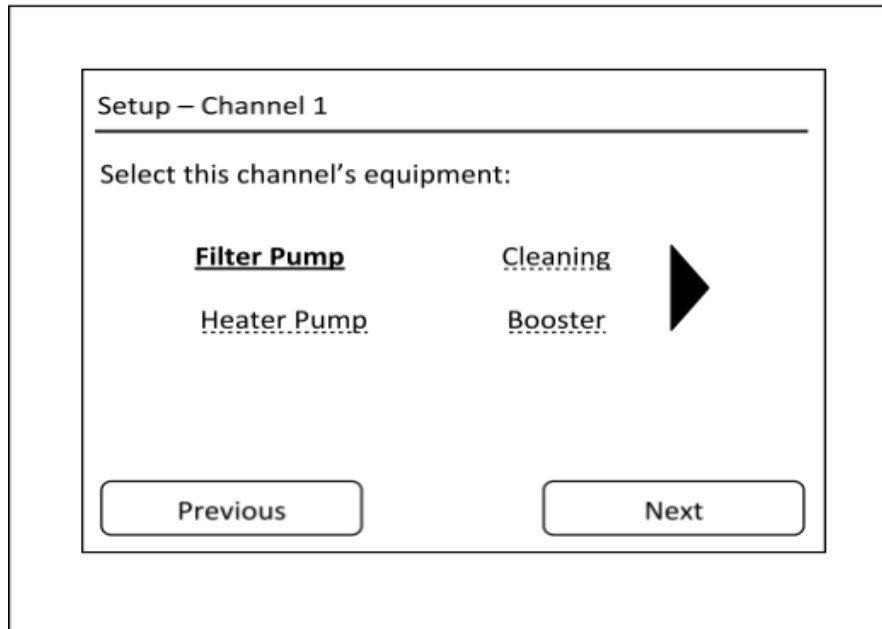 Setup – Channel 1
Select this channel's equipment:
Filter Pump Cleaning
Heater Pump Booster
Previous Next